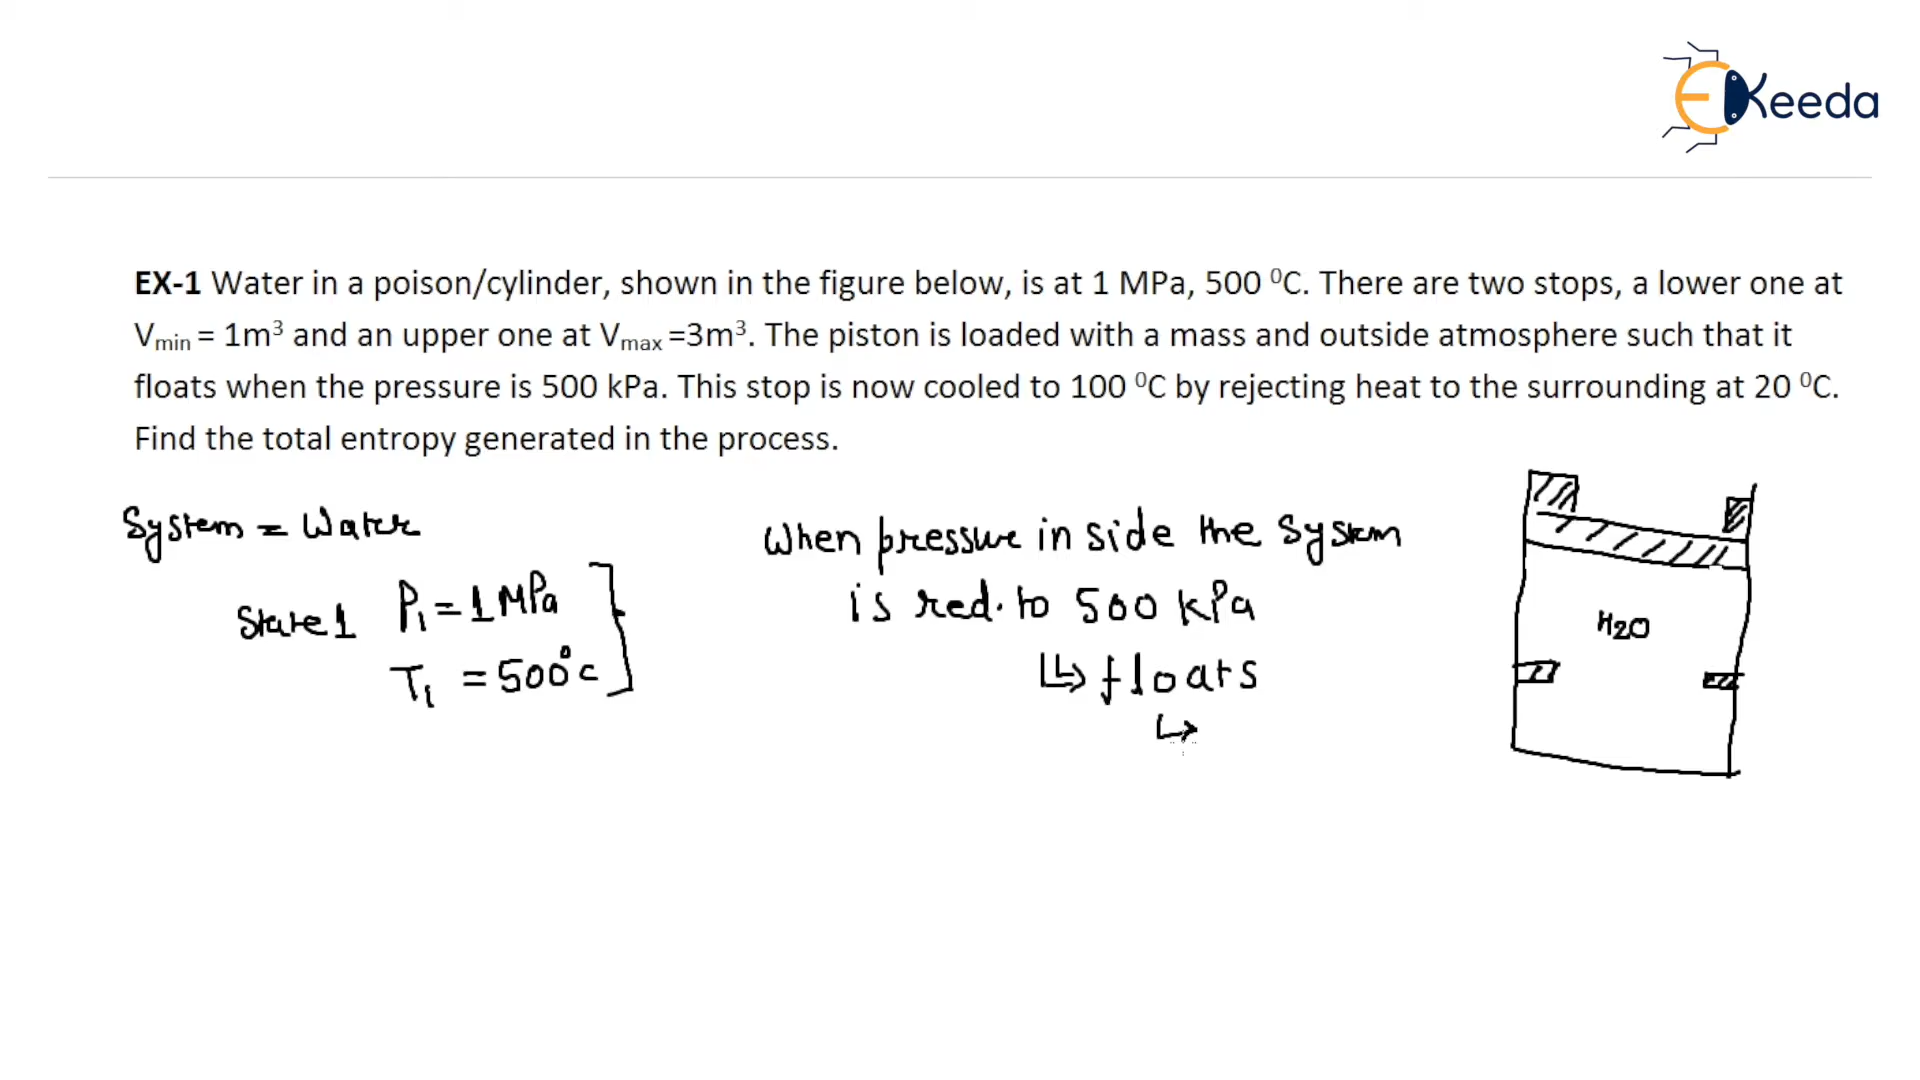 EKeeda
EX-1 Water in a poison/cylinder, shown in the figure below, is at 1 MPa, 500 ⁰C. There are two stops, a lower one at
Vmin = 1m³ and an upper one at Vmax =3m³. The piston is loaded with a mass and outside atmosphere such that it
floats when the pressure is 500 kPa. This stop is now cooled to 100 ⁰C by rejecting heat to the surrounding at 20 ⁰C.
Find the total entropy generated in the process.
System = Water
State 1 P₁ = 1 MPa
T₁ = 500°C
When pressure in side the System
is red. to 500 kPa
↳ floats
↳
H2O